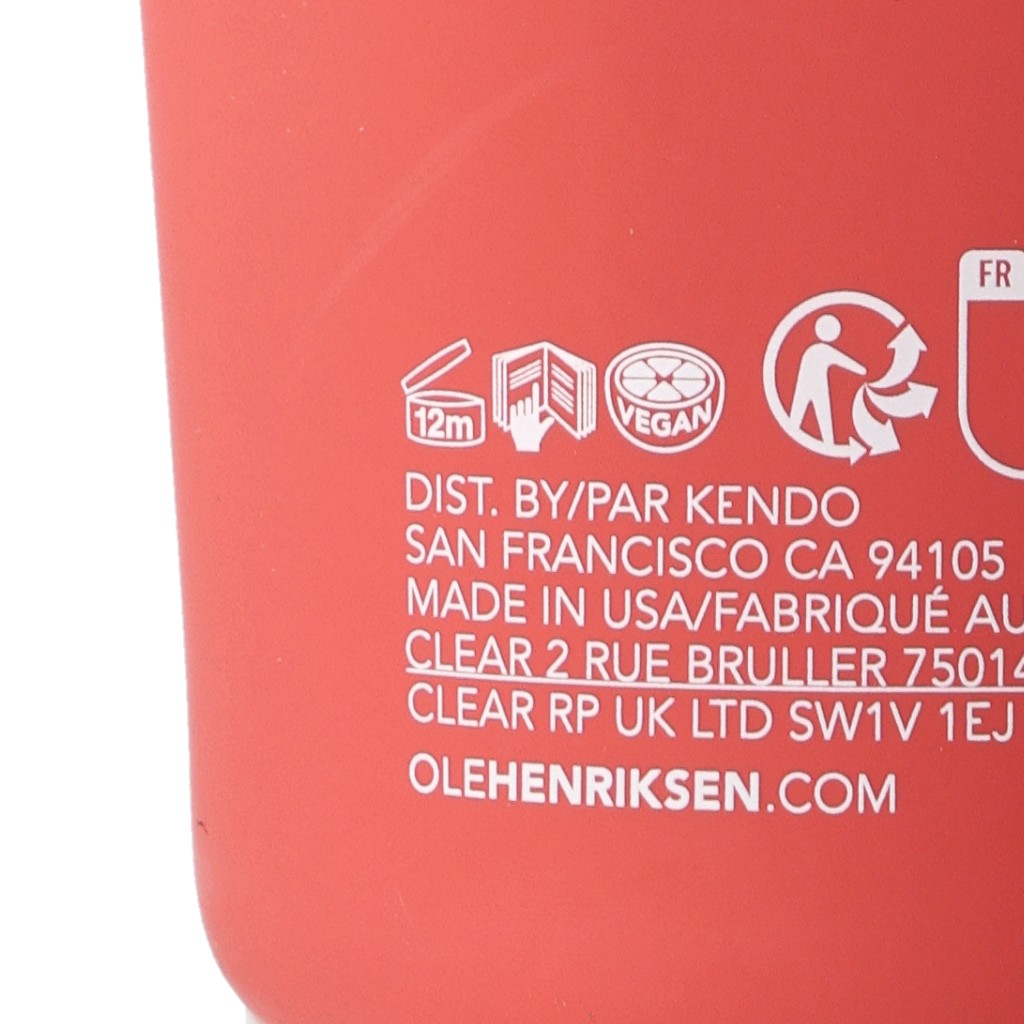 FR
12m
VEGAN
DIST. BY/PAR KENDO
SAN FRANCISCO CA 94105
MADE IN USA/FABRIQUÉ AU
CLEAR 2 RUE BRULLER 75014
CLEAR RP UK LTD SW1V 1EJ
OLEHENRIKSEN.COM